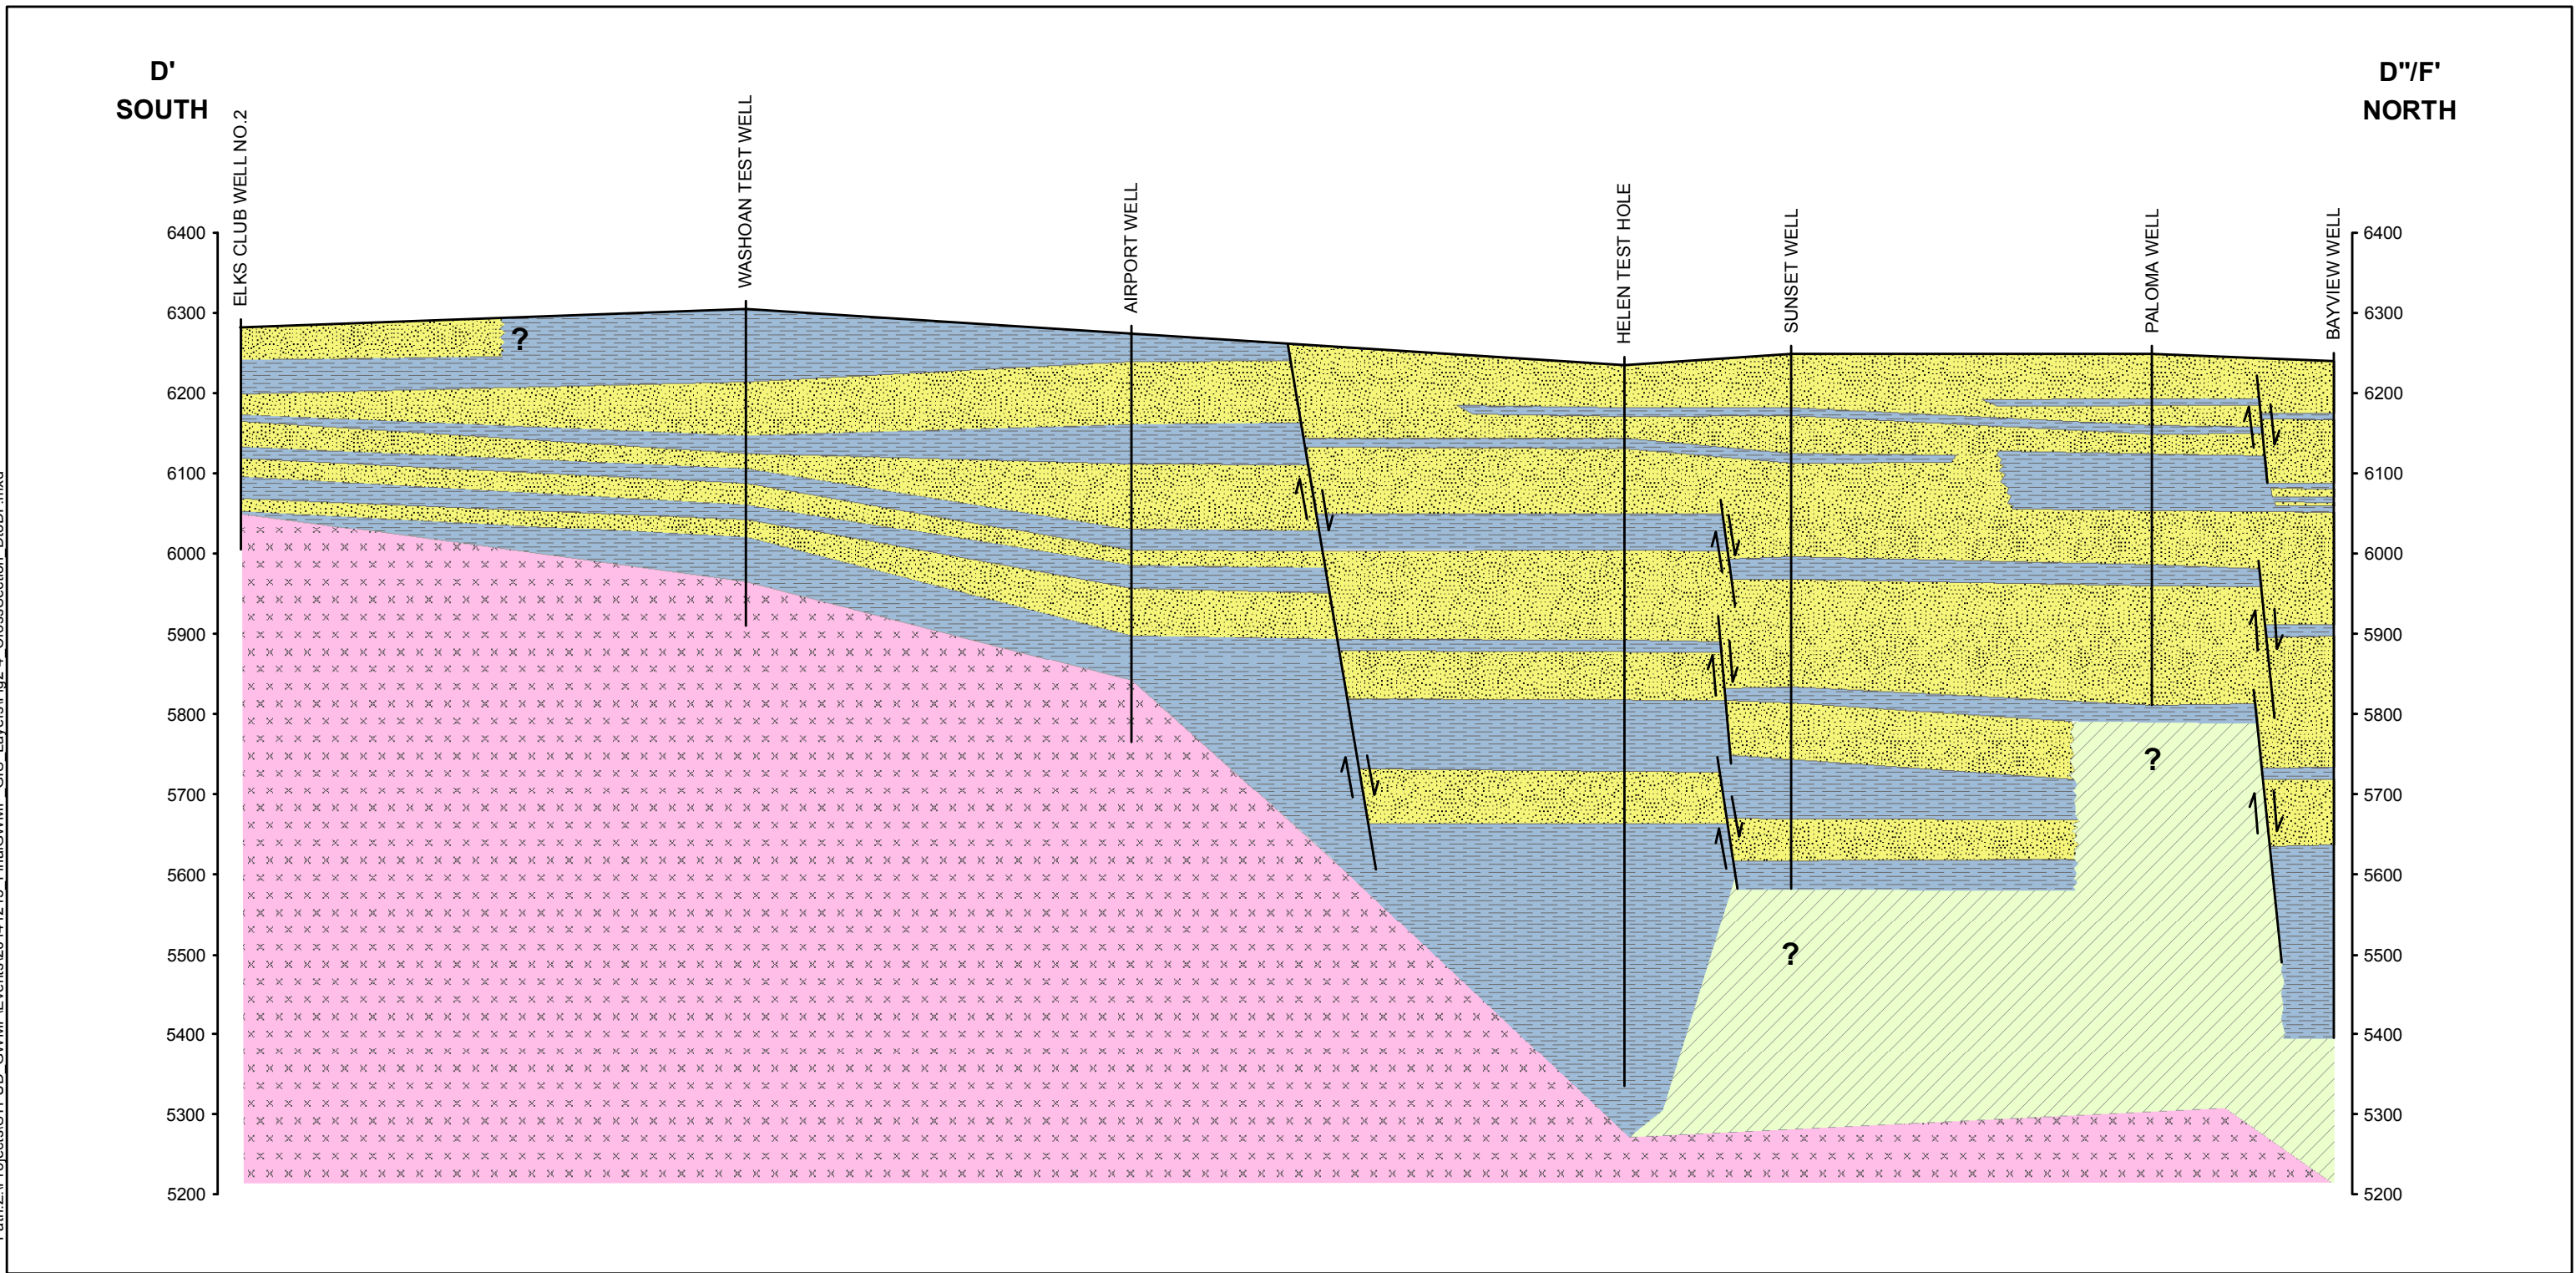 D'
SOUTH
D"/F'
NORTH
ELKS CLUB WELL NO.2
WASHOAN TEST WELL
AIRPORT WELL
HELEN TEST HOLE
SUNSET WELL
PALOMA WELL
BAYVIEW WELL
6400
6300
6200
6100
6000
5900
5800
5700
5600
5500
5400
5300
5200
6400
6300
6200
6100
6000
5900
5800
5700
5600
5500
5400
5300
5200
?
?
?